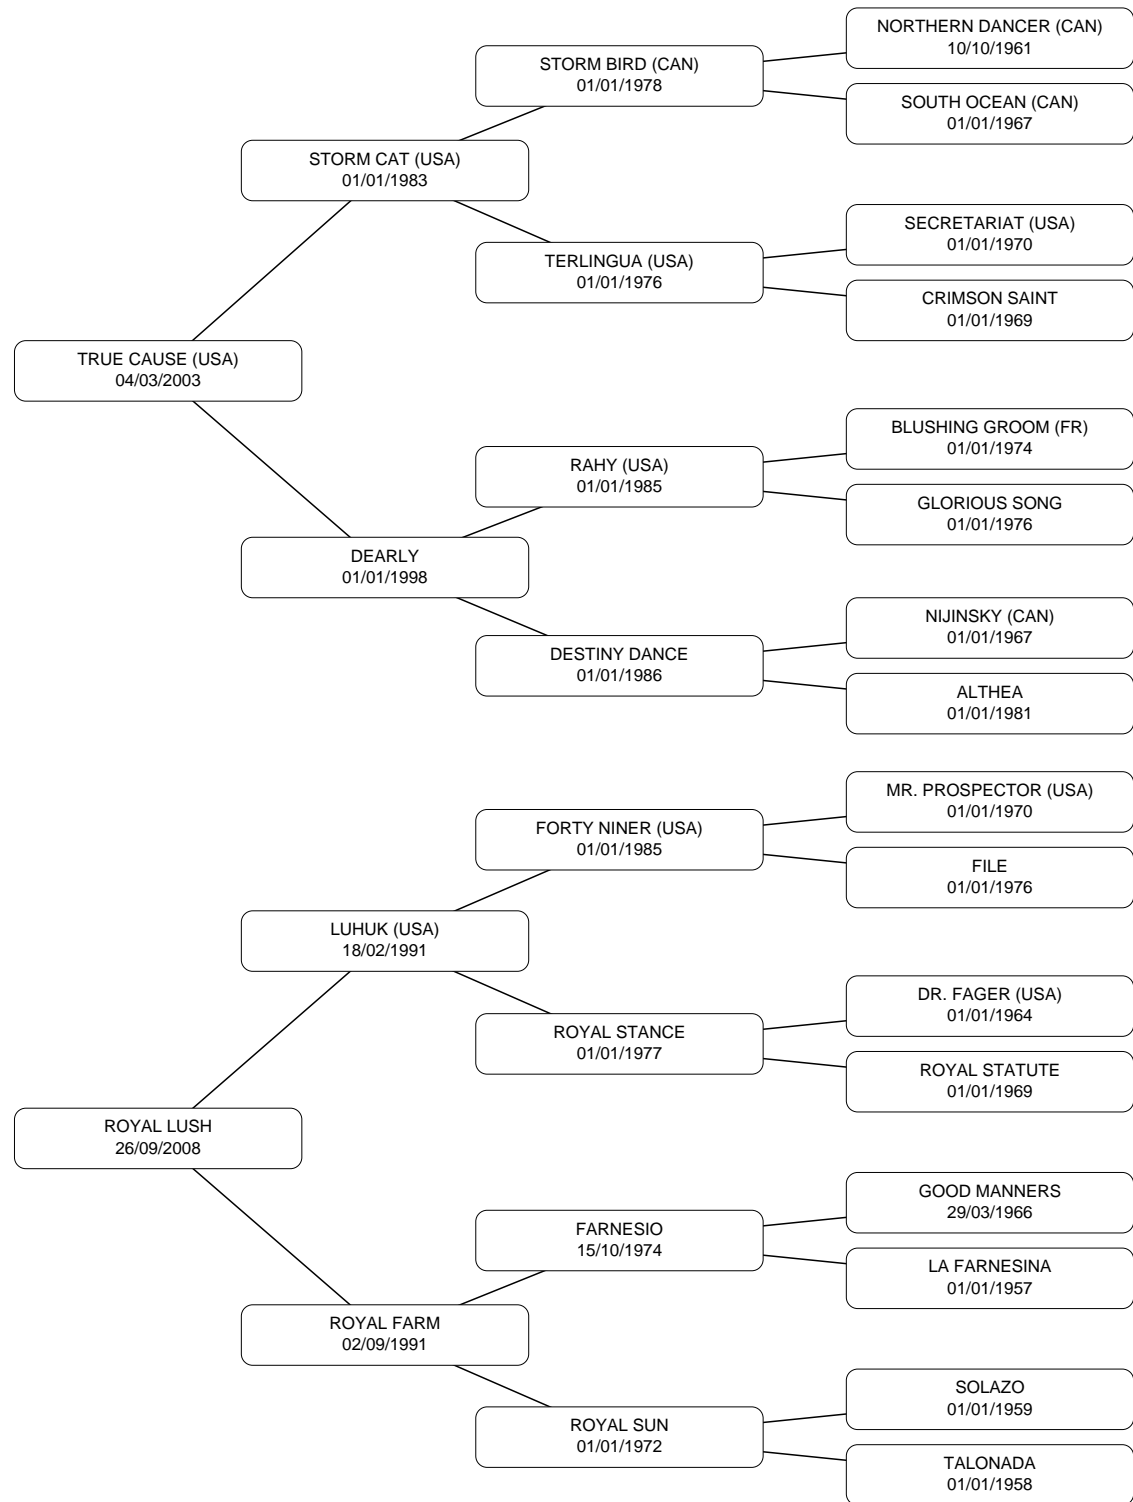 NORTHERN DANCER (CAN)
10/10/1961
STORM BIRD (CAN)
01/01/1978
SOUTH OCEAN (CAN)
01/01/1967
STORM CAT (USA)
01/01/1983
SECRETARIAT (USA)
01/01/1970
TERLINGUA (USA)
01/01/1976
CRIMSON SAINT
01/01/1969
TRUE CAUSE (USA)
04/03/2003
BLUSHING GROOM (FR)
01/01/1974
RAHY (USA)
01/01/1985
GLORIOUS SONG
01/01/1976
DEARLY
01/01/1998
NIJINSKY (CAN)
01/01/1967
DESTINY DANCE
01/01/1986
ALTHEA
01/01/1981
MR. PROSPECTOR (USA)
01/01/1970
FORTY NINER (USA)
01/01/1985
FILE
01/01/1976
LUHUK (USA)
18/02/1991
DR. FAGER (USA)
01/01/1964
ROYAL STANCE
01/01/1977
ROYAL STATUTE
01/01/1969
ROYAL LUSH
26/09/2008
GOOD MANNERS
29/03/1966
FARNESIO
15/10/1974
LA FARNESINA
01/01/1957
ROYAL FARM
02/09/1991
SOLAZO
01/01/1959
ROYAL SUN
01/01/1972
TALONADA
01/01/1958